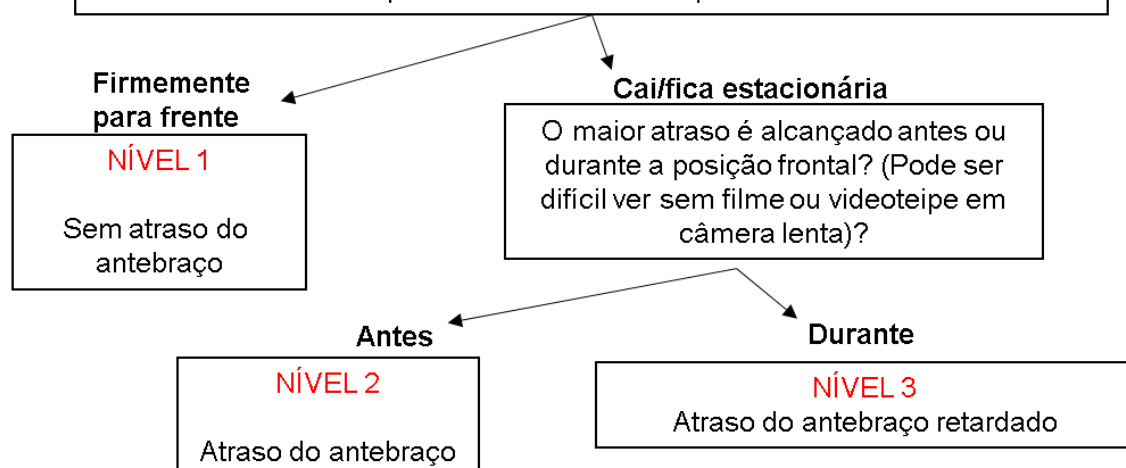 Firmemente
para frente
Cai/fica estacionária
NÍVEL 1
Sem atraso do
antebraço
O maior atraso é alcançado antes ou
durante a posição frontal? (Pode ser
difícil ver sem filme ou videoteipe em
câmera lenta)?
Antes
Durante
NÍVEL 2
Atraso do antebraço
NÍVEL 3
Atraso do antebraço retardado